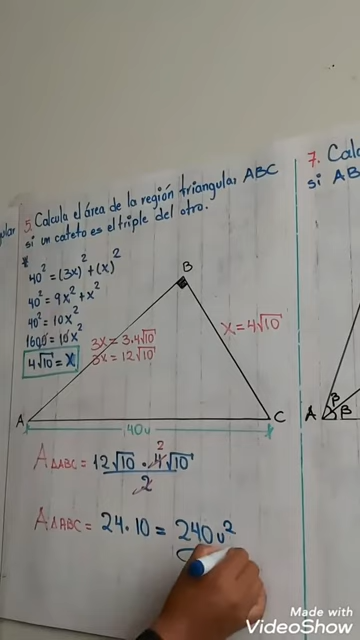 5. Calcula el área de la región triangular ABC
si un cateto es el triple del otro.
*
40² = (3x)² + (x)²
40² = 9x² + x²
40² = 10x²
1600 = 10x²
4√10 = x
B
3x = 3.4√10
3x = 12√10
x = 4√10
A
C
40u
A△ABC = 12√10 · 4² √10
2
A△ABC = 24·10 = 240u²
7. Calc
si AB
A
β
β
Made with
VideoShow